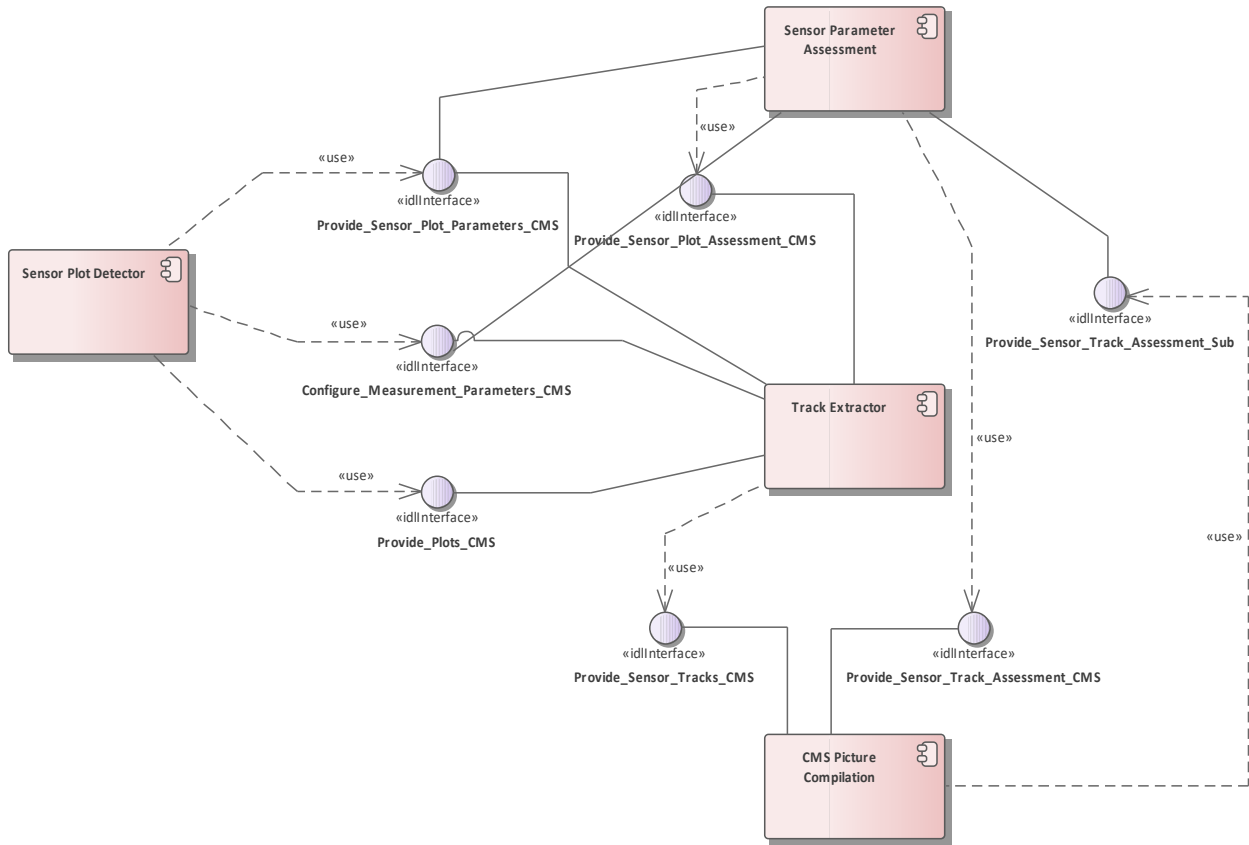 Sensor Parameter
Assessment
«use»
«use»
«idlInterface»
Provide_Sensor_Plot_Parameters_CMS
«idlInterface»
Provide_Sensor_Plot_Assessment_CMS
Sensor Plot Detector
«use»
«idlInterface»
Provide_Sensor_Track_Assessment_Sub
«idlInterface»
Configure_Measurement_Parameters_CMS
Track Extractor
«use»
«use»
«idlInterface»
Provide_Plots_CMS
«use»
«use»
«idlInterface»
Provide_Sensor_Tracks_CMS
«idlInterface»
Provide_Sensor_Track_Assessment_CMS
CMS Picture
Compilation